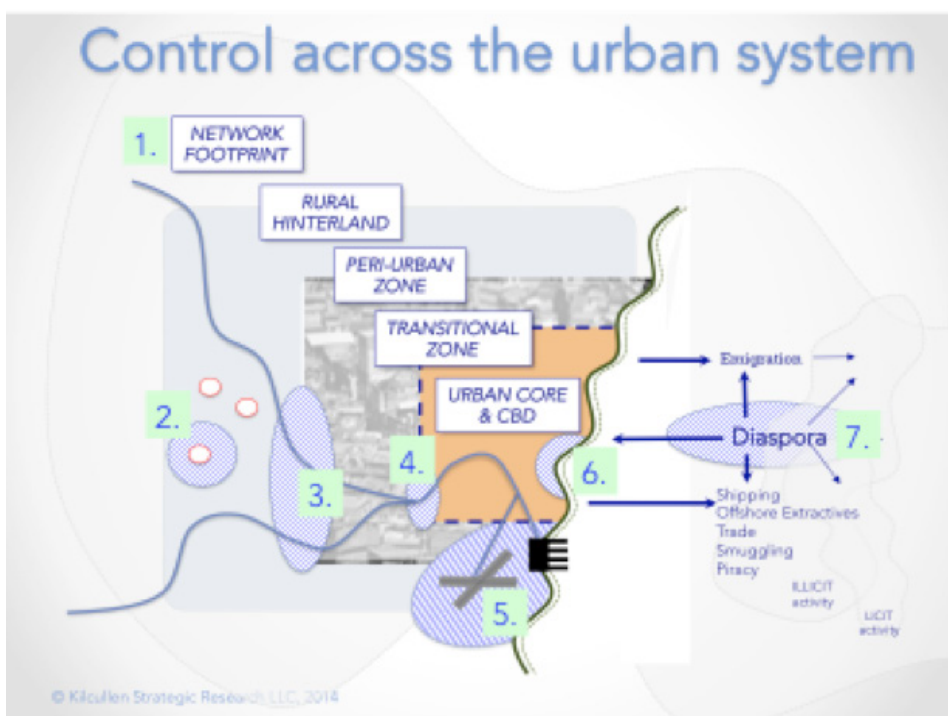 Control across the urban system
1.
NETWORK
FOOTPRINT
RURAL
HINTERLAND
PERI-URBAN
ZONE
TRANSITIONAL
ZONE
URBAN CORE
& CBD
2.
3.
4.
5.
6.
Emigration
Diaspora 7.
Shipping
Offshore Extractives
Trade
Smuggling
Piracy
ILLICIT
activity
LICIT
activity
© Kilcullen Strategic Research LLC, 2014